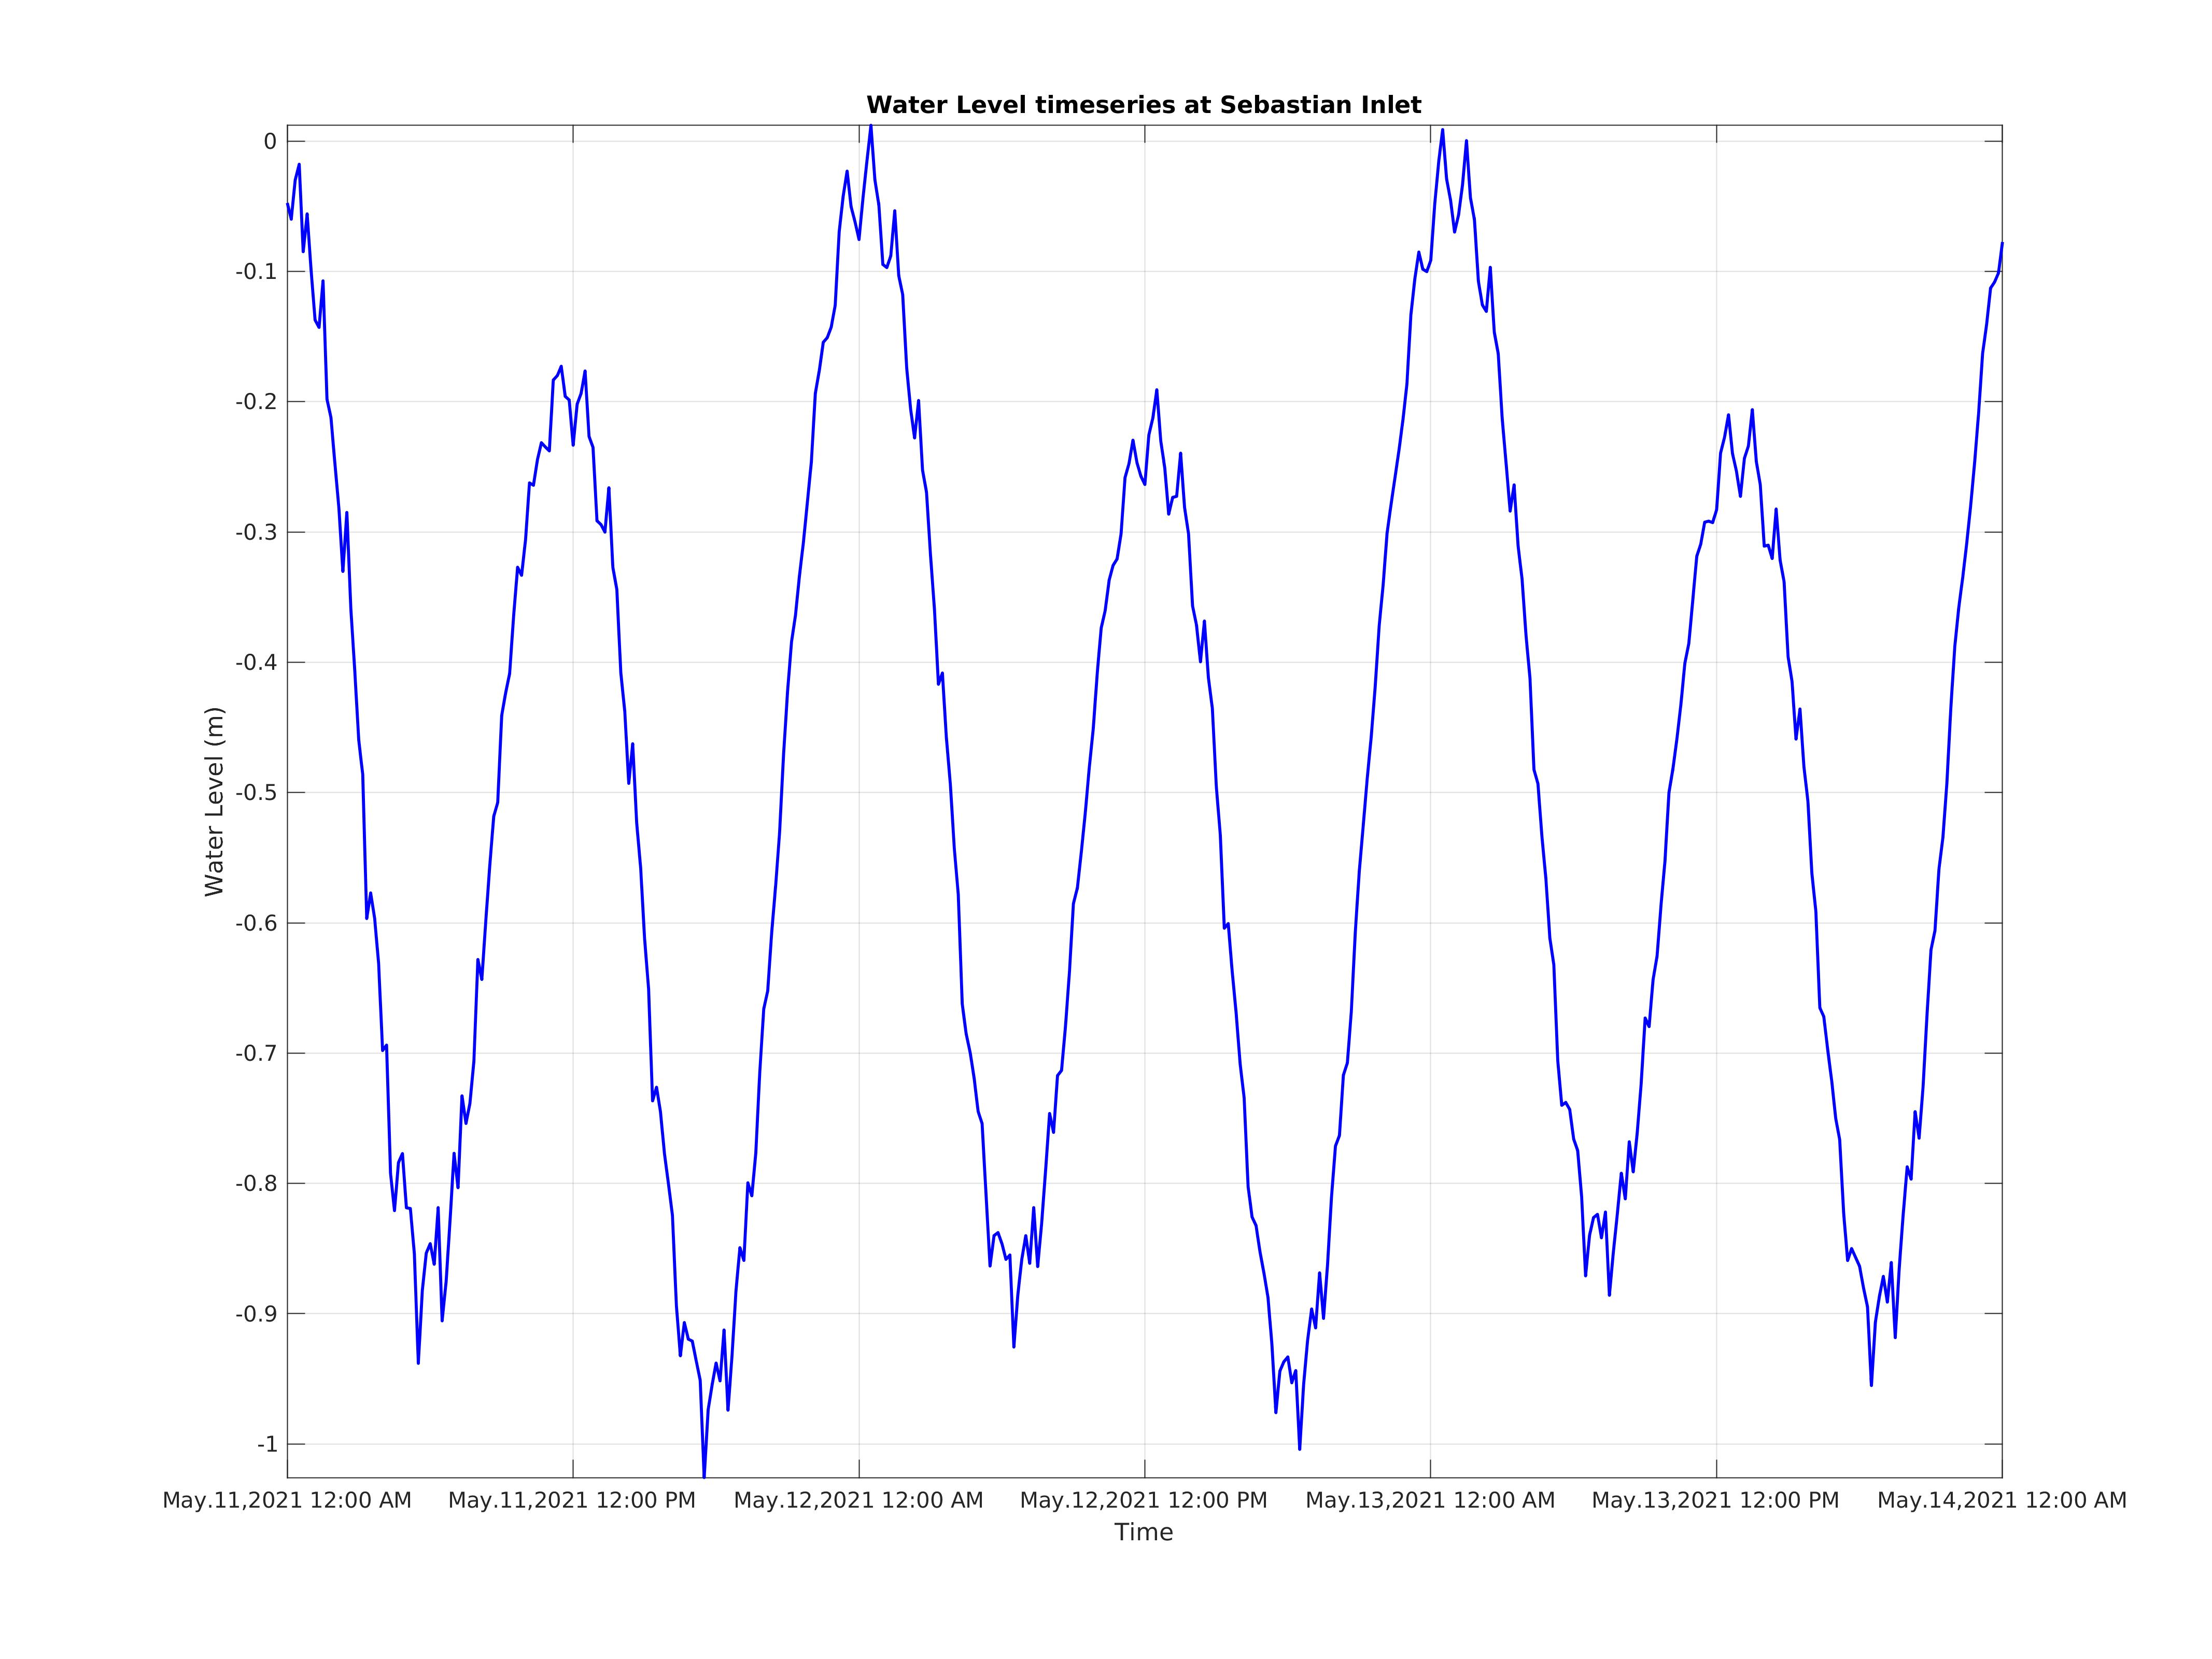 Water Level timeseries at Sebastian Inlet
0
-0.1
-0.2
-0.3
-0.4
-0.5
-0.6
-0.7
-0.8
-0.9
-1
Water Level (m)
May.11,2021 12:00 AM May.11,2021 12:00 PM May.12,2021 12:00 AM May.12,2021 12:00 PM May.13,2021 12:00 AM May.13,2021 12:00 PM May.14,2021 12:00 AM
Time